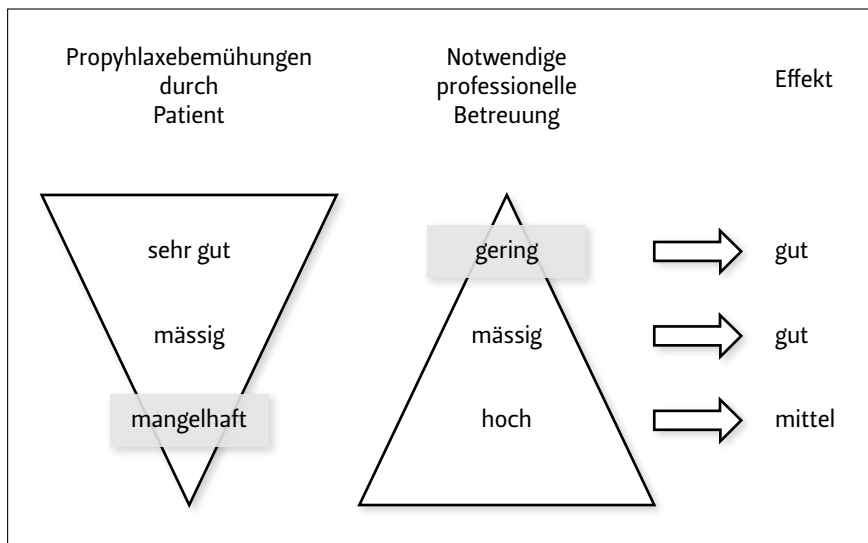 Propyhlaxebemühungen
durch
Patient
Notwendige
professionelle
Betreuung
Effekt
sehr gut
gering
gut
mässig
mässig
gut
mangelhaft
hoch
mittel